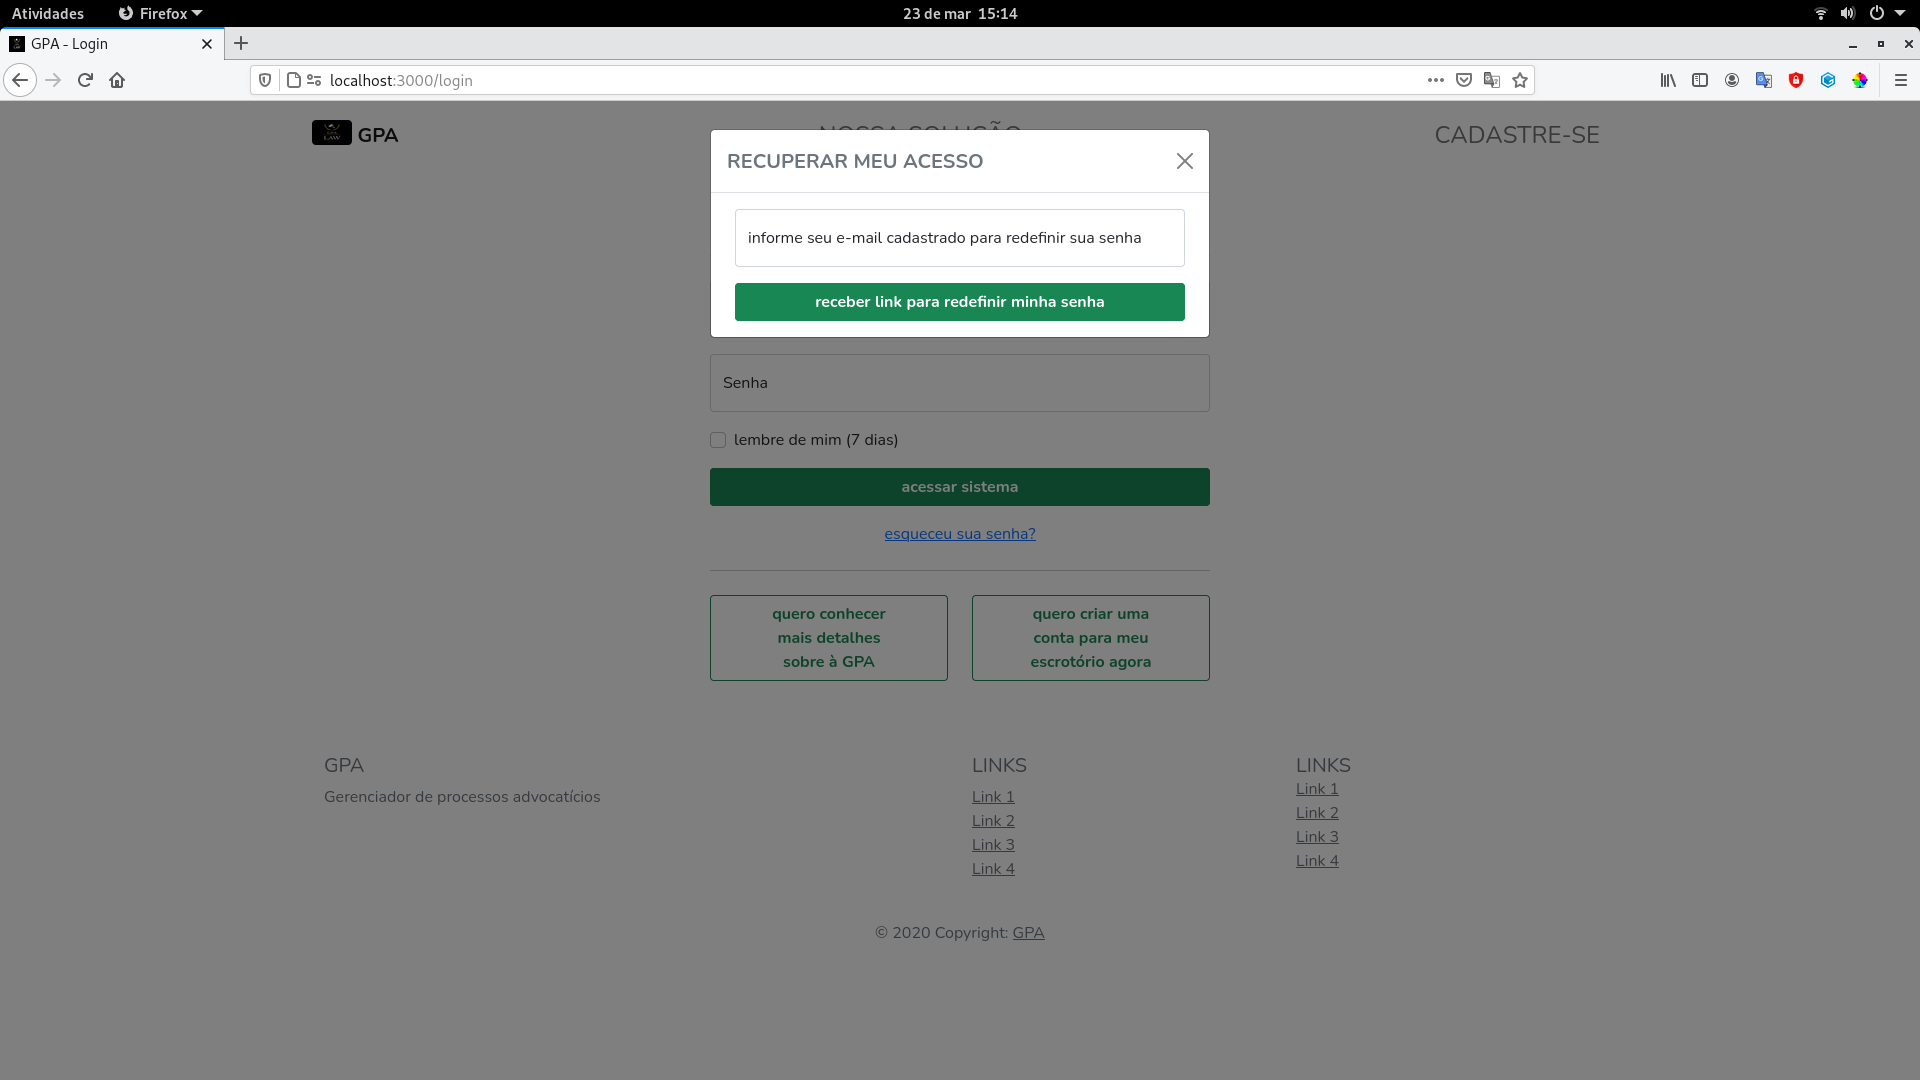 Atividades
Firefox
23 de mar 15:14
GPA - Login
localhost:3000/login
GPA
NOSSA SOLUÇÃO
CADASTRE-SE
RECUPERAR MEU ACESSO
informe seu e-mail cadastrado para redefinir sua senha
receber link para redefinir minha senha
Senha
lembre de mim (7 dias)
acessar sistema
esqueceu sua senha?
quero conhecer
mais detalhes
sobre à GPA
quero criar uma
conta para meu
escrotório agora
GPA
Gerenciador de processos advocatícios
LINKS
Link 1
Link 2
Link 3
Link 4
LINKS
Link 1
Link 2
Link 3
Link 4
© 2020 Copyright: GPA